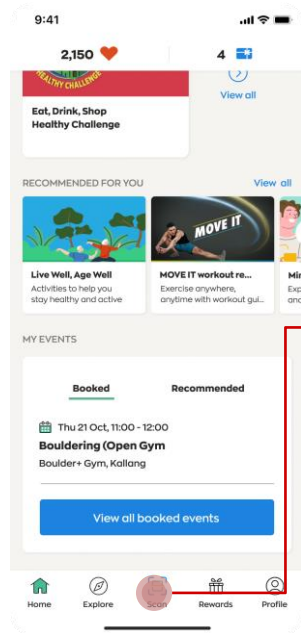 9:41
2,150
4
HEALTHY CHALLENGE
View all
Eat, Drink, Shop
Healthy Challenge
RECOMMENDED FOR YOU
View all
MOVE IT
Live Well, Age Well
Activities to help you
stay healthy and active
MOVE IT workout re...
Exercise anywhere,
anytime with workout gui...
MY EVENTS
Booked
Recommended
Thu 21 Oct, 11:00 - 12:00
Bouldering (Open Gym
Boulder+ Gym, Kallang
View all booked events
Home
Explore
Scan
Rewards
Profile